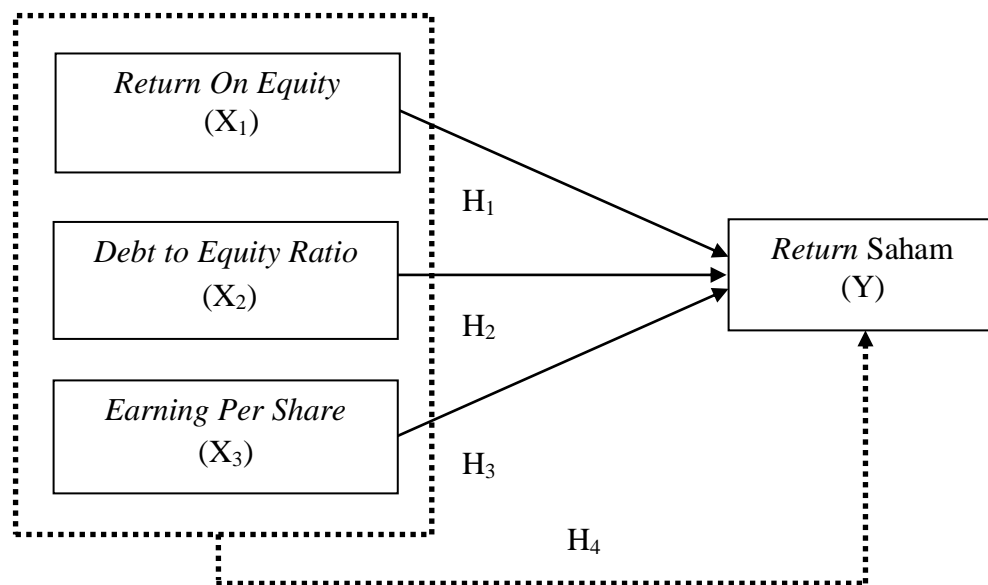 Return On Equity
(X₁)
H₁
Debt to Equity Ratio
(X₂)
Return Saham
(Y)
H₂
Earning Per Share
(X₃)
H₃
H₄